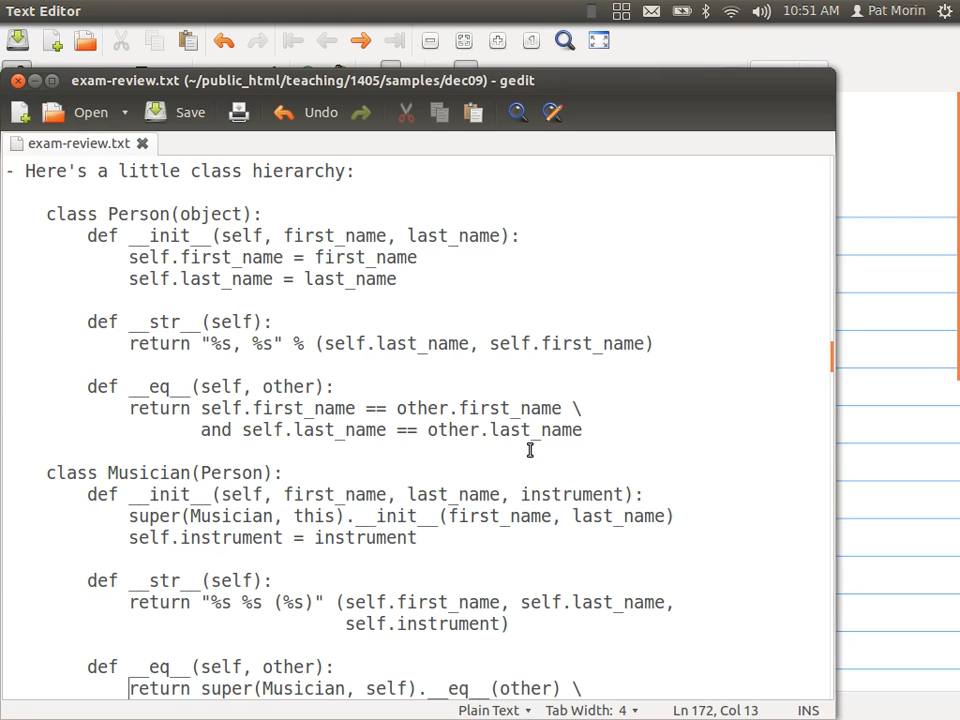 Text Editor
10:51 AM
Pat Morin
exam-review.txt (~/public_html/teaching/1405/samples/dec09) - gedit
Open
Save
Undo
exam-review.txt
- Here's a little class hierarchy:
class Person(object):
def __init__(self, first_name, last_name):
self.first_name = first_name
self.last_name = last_name
def __str__(self):
return "%s, %s" % (self.last_name, self.first_name)
def __eq__(self, other):
return self.first_name == other.first_name \
and self.last_name == other.last_name
class Musician(Person):
def __init__(self, first_name, last_name, instrument):
super(Musician, this).__init__(first_name, last_name)
self.instrument = instrument
def __str__(self):
return "%s %s (%s)" (self.first_name, self.last_name,
self.instrument)
def __eq__(self, other):
return super(Musician, self).__eq__(other) \
Plain Text
Tab Width: 4
Ln 172, Col 13
INS